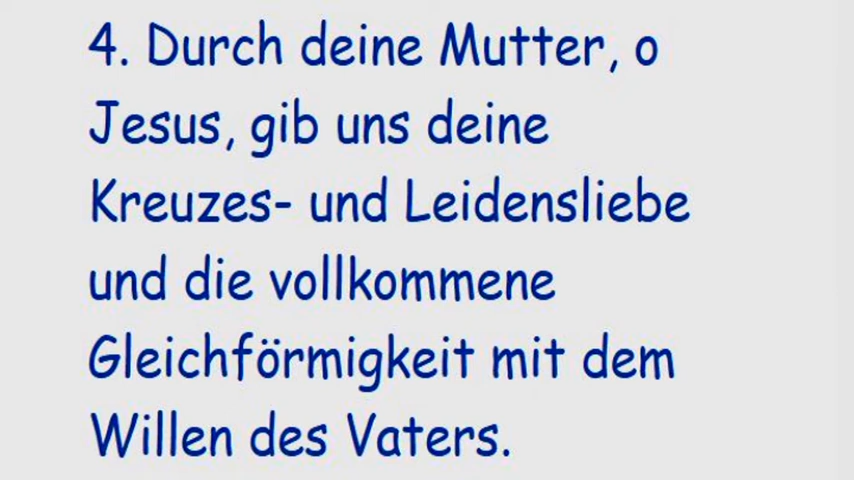 4. Durch deine Mutter, o
Jesus, gib uns deine
Kreuzes- und Leidensliebe
und die vollkommene
Gleichförmigkeit mit dem
Willen des Vaters.